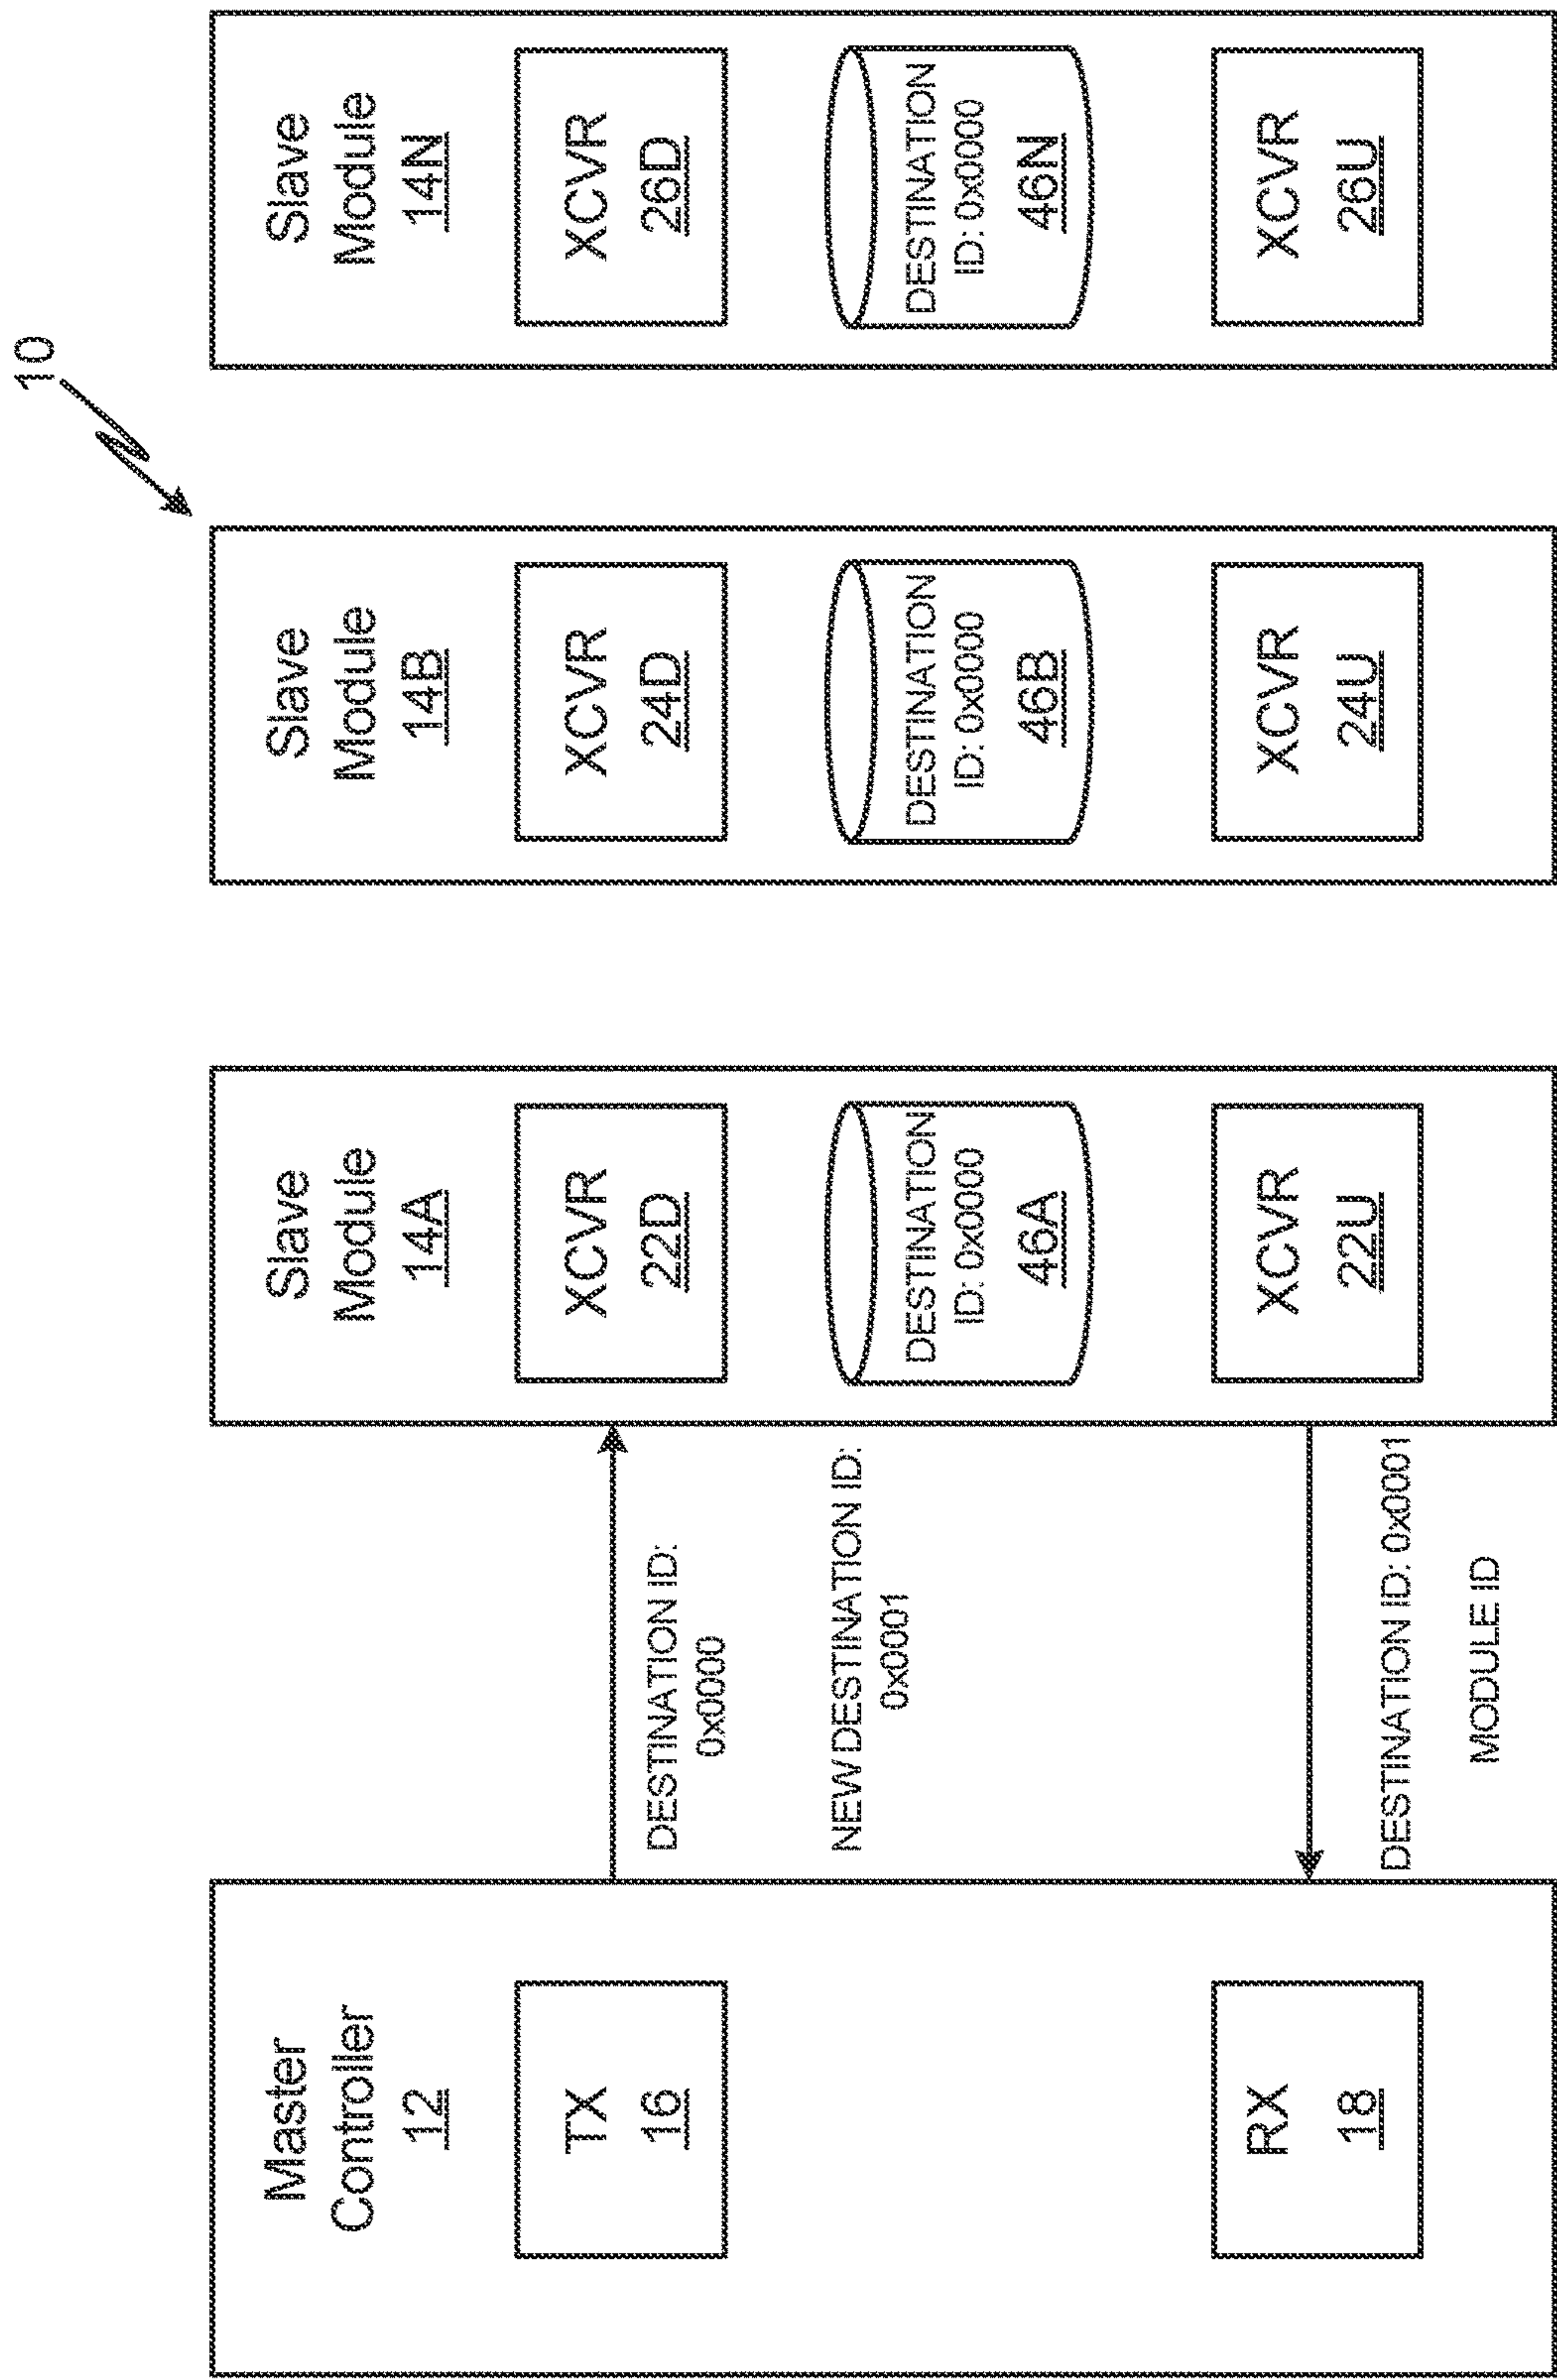 10
Master
Controller
12
TX
16
RX
18
DESTINATION ID:
0x0000
NEW DESTINATION ID:
0x0001
DESTINATION ID: 0x0001
MODULE ID
Slave
Module
14A
XCVR
22D
DESTINATION
ID: 0x0000
46A
XCVR
22U
Slave
Module
14B
XCVR
24D
DESTINATION
ID: 0x0000
46B
XCVR
24U
Slave
Module
14N
XCVR
26D
DESTINATION
ID: 0x0000
46N
XCVR
26U